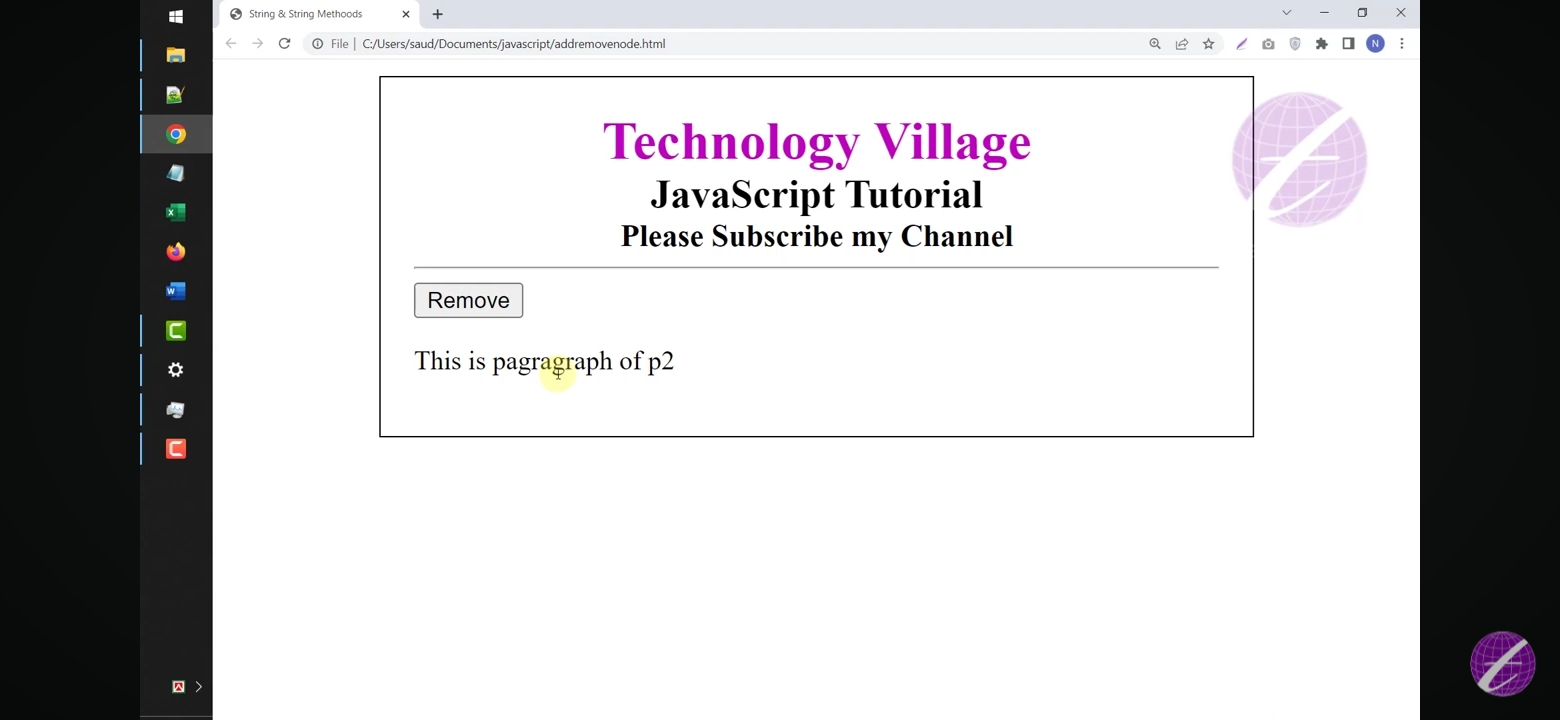 String & String Methoods
File
C:/Users/saud/Documents/javascript/addremovenode.html
N
Technology Village
JavaScript Tutorial
Please Subscribe my Channel
Remove
This is pagragraph of p2